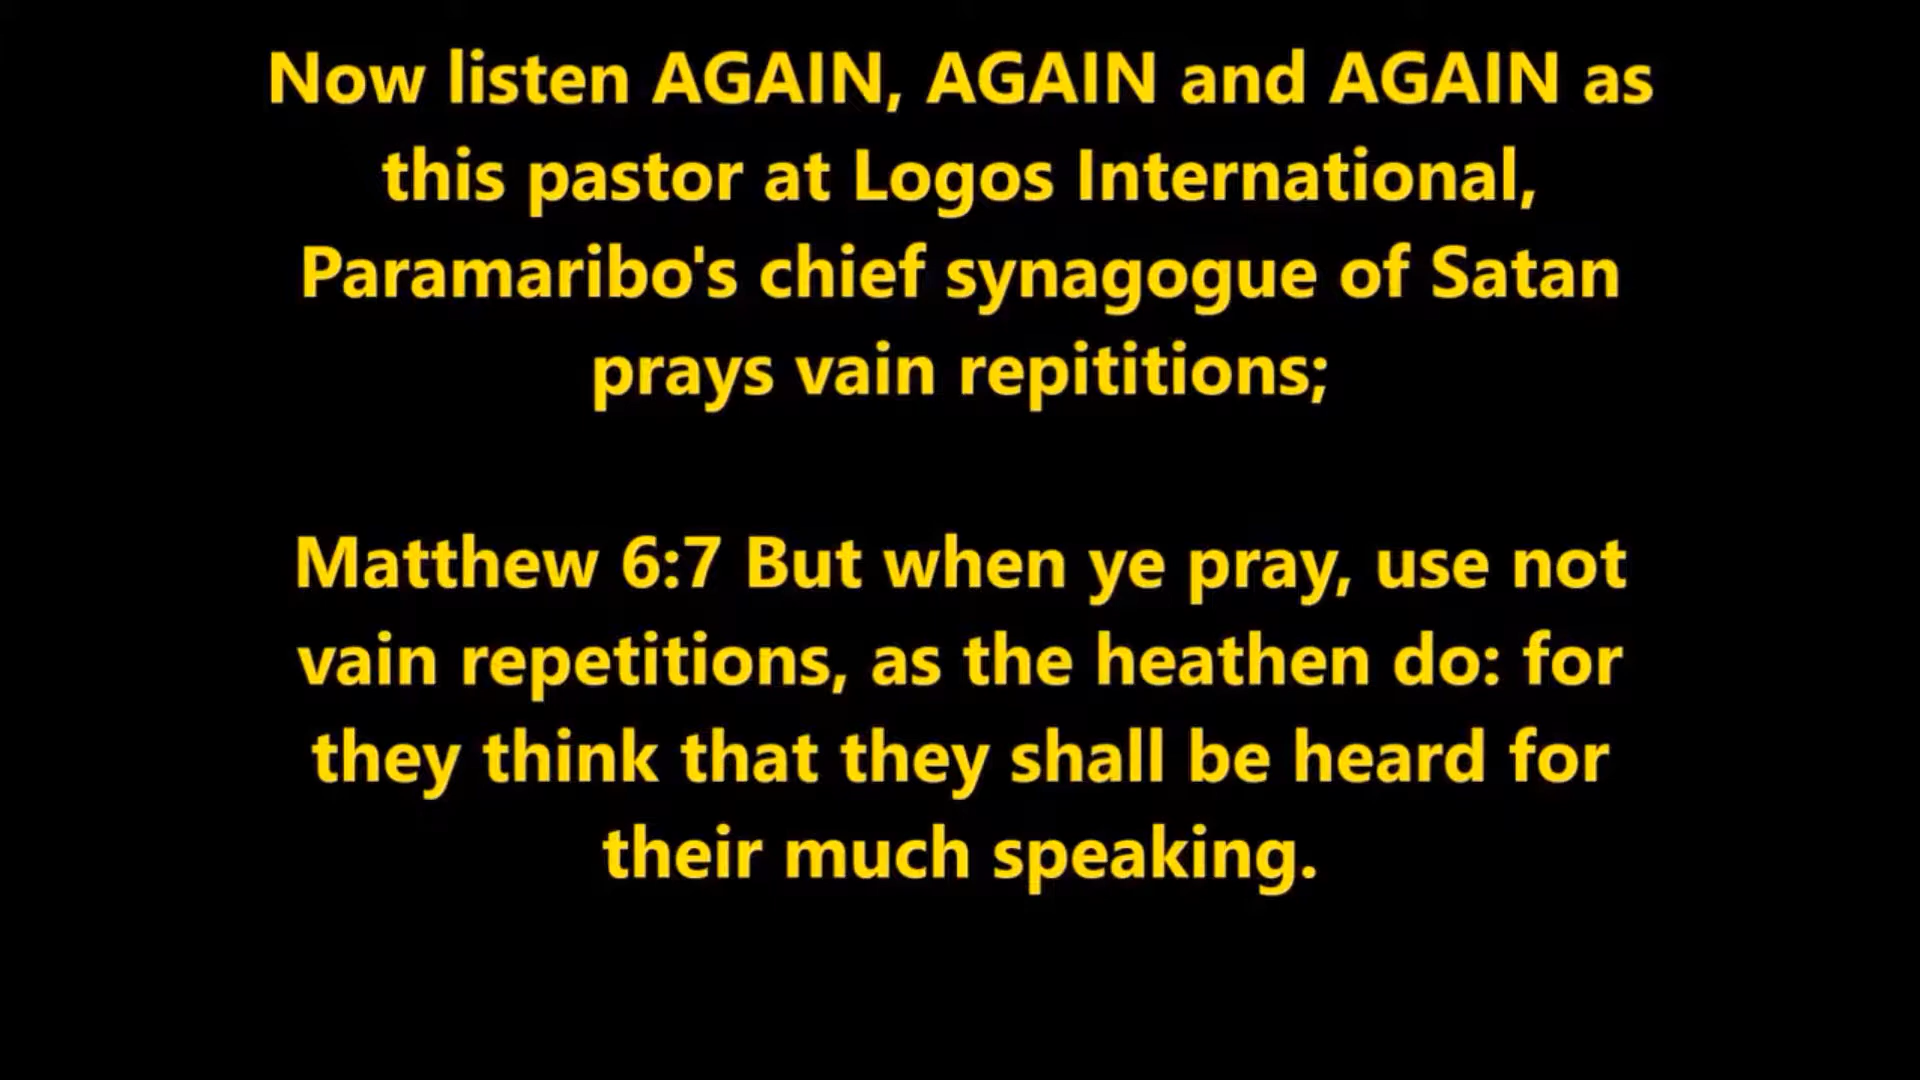 Now listen AGAIN, AGAIN and AGAIN as
this pastor at Logos International,
Paramaribo's chief synagogue of Satan
prays vain repititions;
Matthew 6:7 But when ye pray, use not
vain repetitions, as the heathen do: for
they think that they shall be heard for
their much speaking.